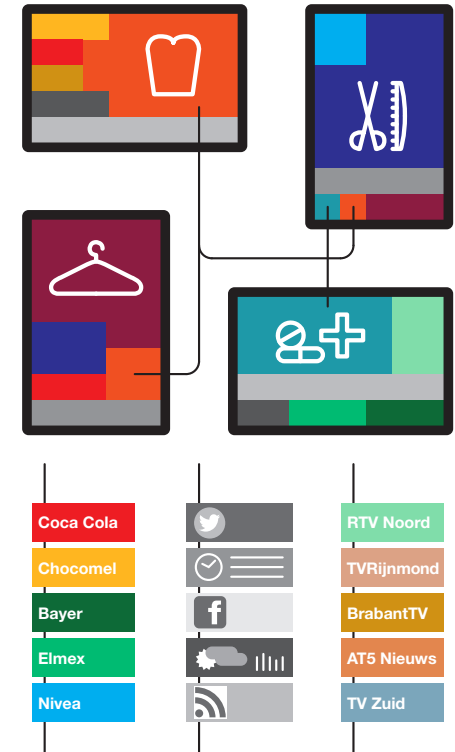 Coca Cola
Chocomel
Bayer
Elmex
Nivea
f
RTV Noord
TVRijnmond
BrabantTV
AT5 Nieuws
TV Zuid